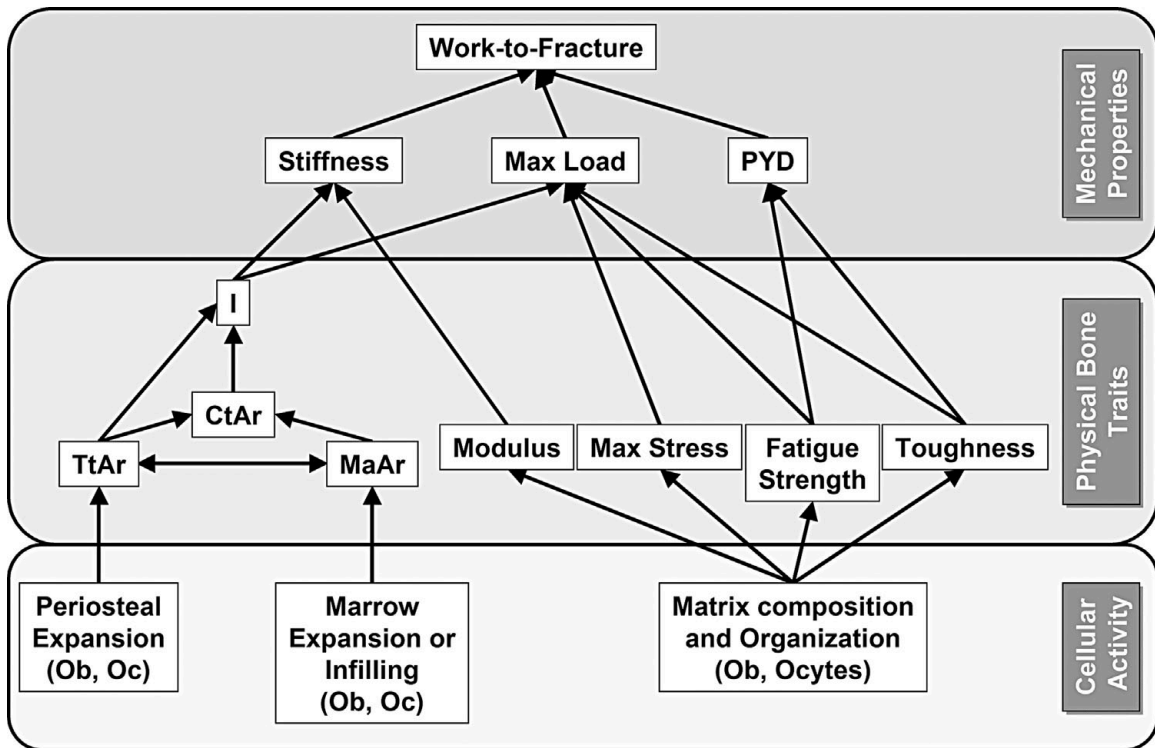 Work-to-Fracture
Stiffness
Max Load
PYD
Mechanical
Properties
I
CtAr
TtAr
MaAr
Modulus
Max Stress
Fatigue
Strength
Toughness
Physical Bone
Traits
Periosteal
Expansion
(Ob, Oc)
Marrow
Expansion or
Infilling
(Ob, Oc)
Matrix composition
and Organization
(Ob, Ocytes)
Cellular
Activity